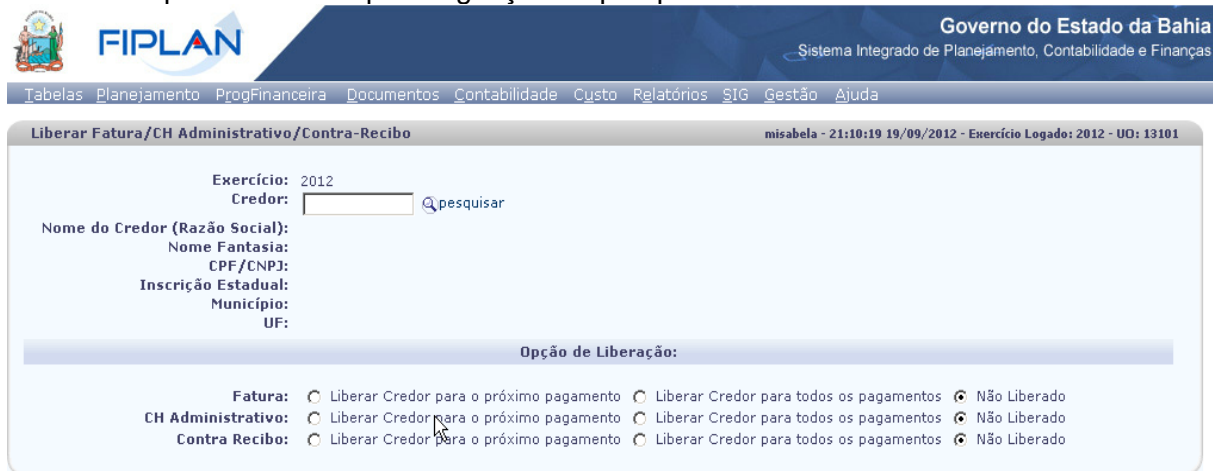 FIPLAN
Governo do Estado da Bahia
Sistema Integrado de Planejamento, Contabilidade e Finanças
Tabelas Planejamento ProgFinanceira Documentos Contabilidade Custo Relatórios SIG Gestão Ajuda
Liberar Fatura/CH Administrativo/Contra-Recibo misabela - 21:10:19 19/09/2012 - Exercício Logado: 2012 - UO: 13101
Exercício: 2012
Credor: pesquisar
Nome do Credor (Razão Social):
Nome Fantasia:
CPF/CNPJ:
Inscrição Estadual:
Município:
UF:
Opção de Liberação:
Fatura: Liberar Credor para o próximo pagamento Liberar Credor para todos os pagamentos Não Liberado
CH Administrativo: Liberar Credor para o próximo pagamento Liberar Credor para todos os pagamentos Não Liberado
Contra Recibo: Liberar Credor para o próximo pagamento Liberar Credor para todos os pagamentos Não Liberado